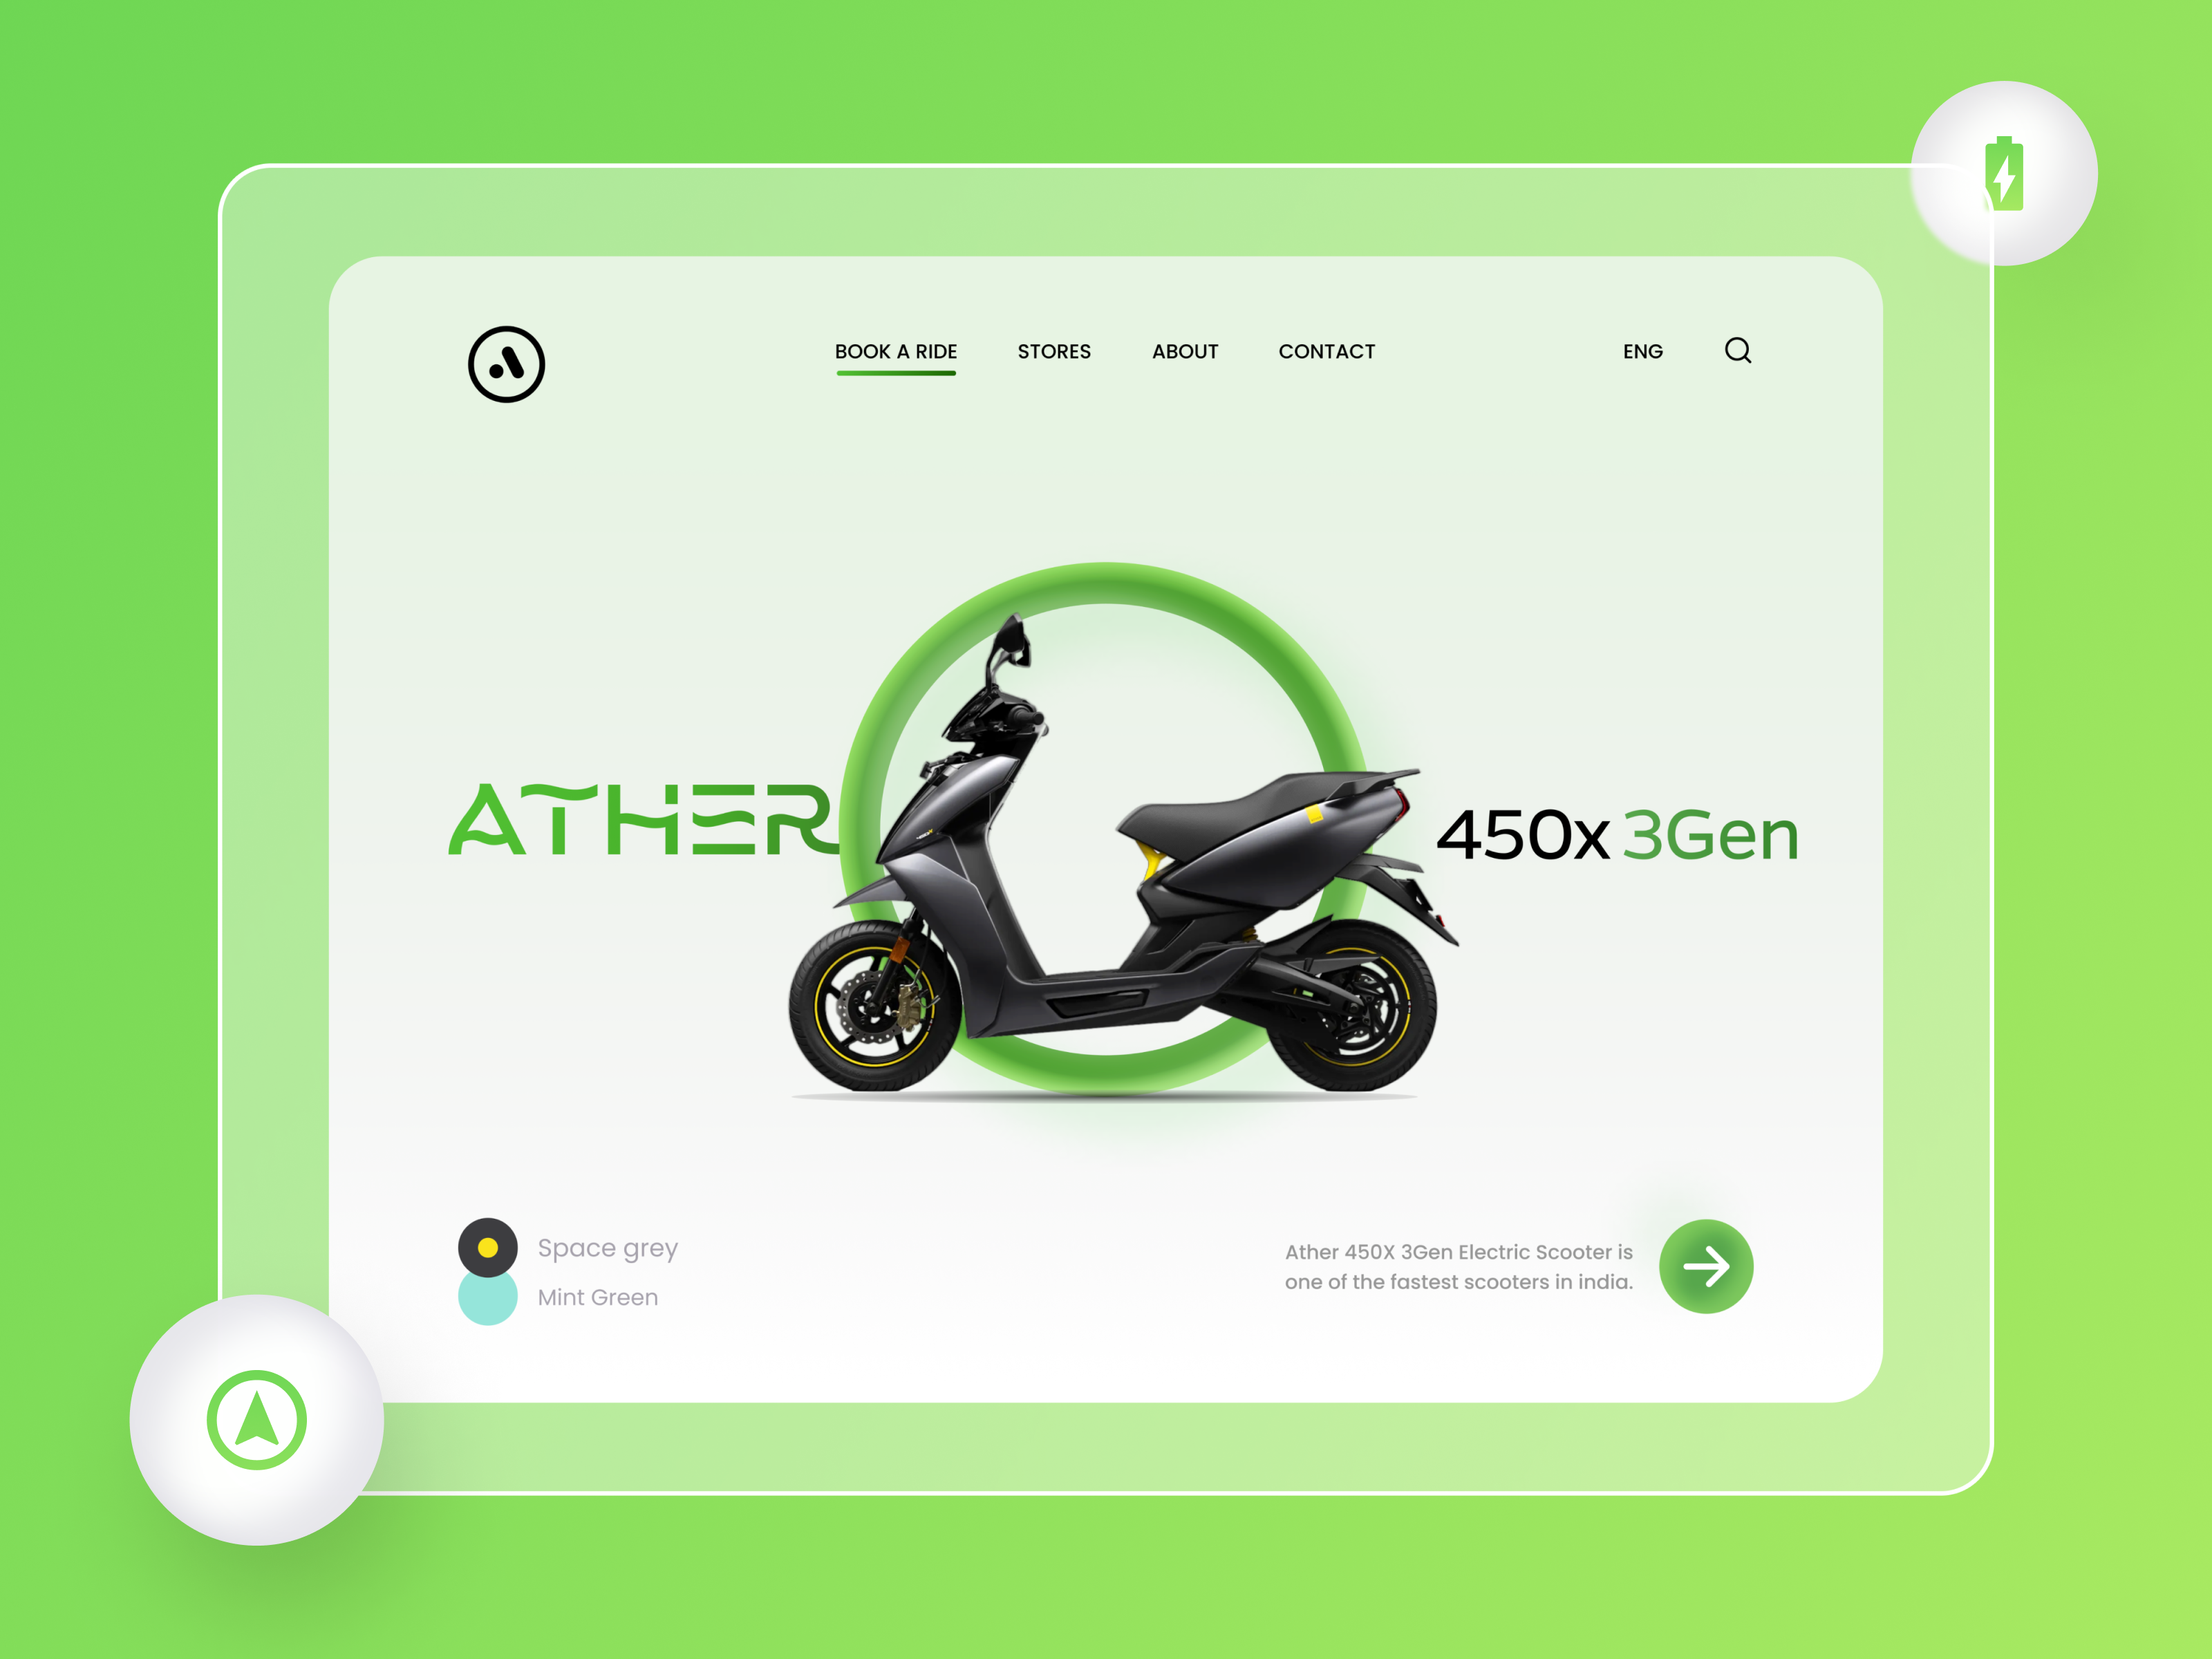 BOOK A RIDE STORES ABOUT CONTACT ENG
ATHER
450x 3Gen
Space grey
Mint Green
Ather 450X 3Gen Electric Scooter is
one of the fastest scooters in india.